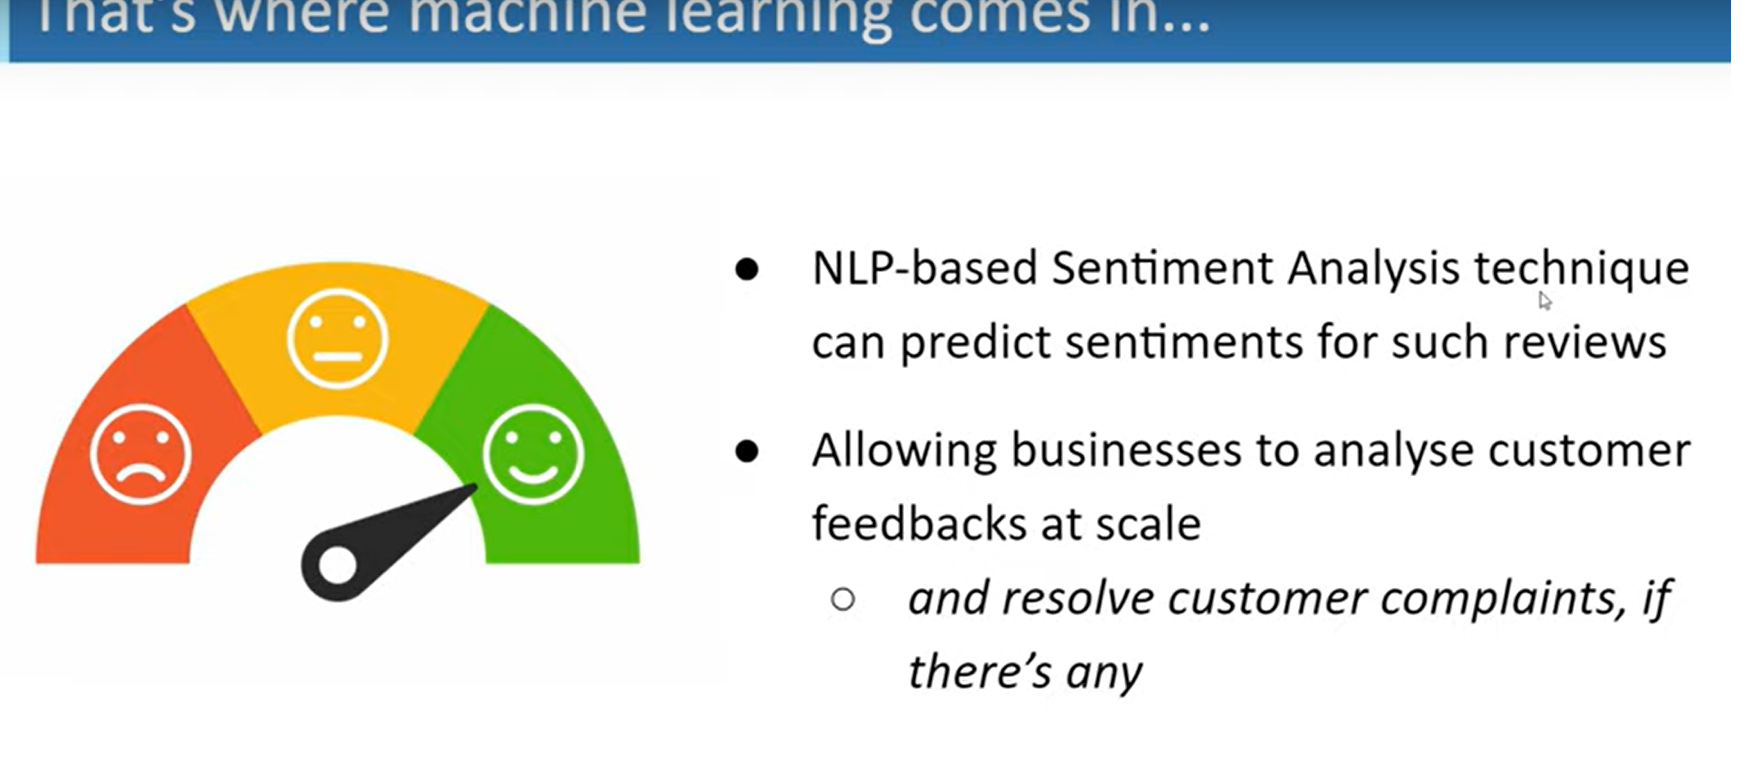 That's where machine learning comes in...
● NLP-based Sentiment Analysis technique
can predict sentiments for such reviews
● Allowing businesses to analyse customer
feedbacks at scale
○ and resolve customer complaints, if
there’s any